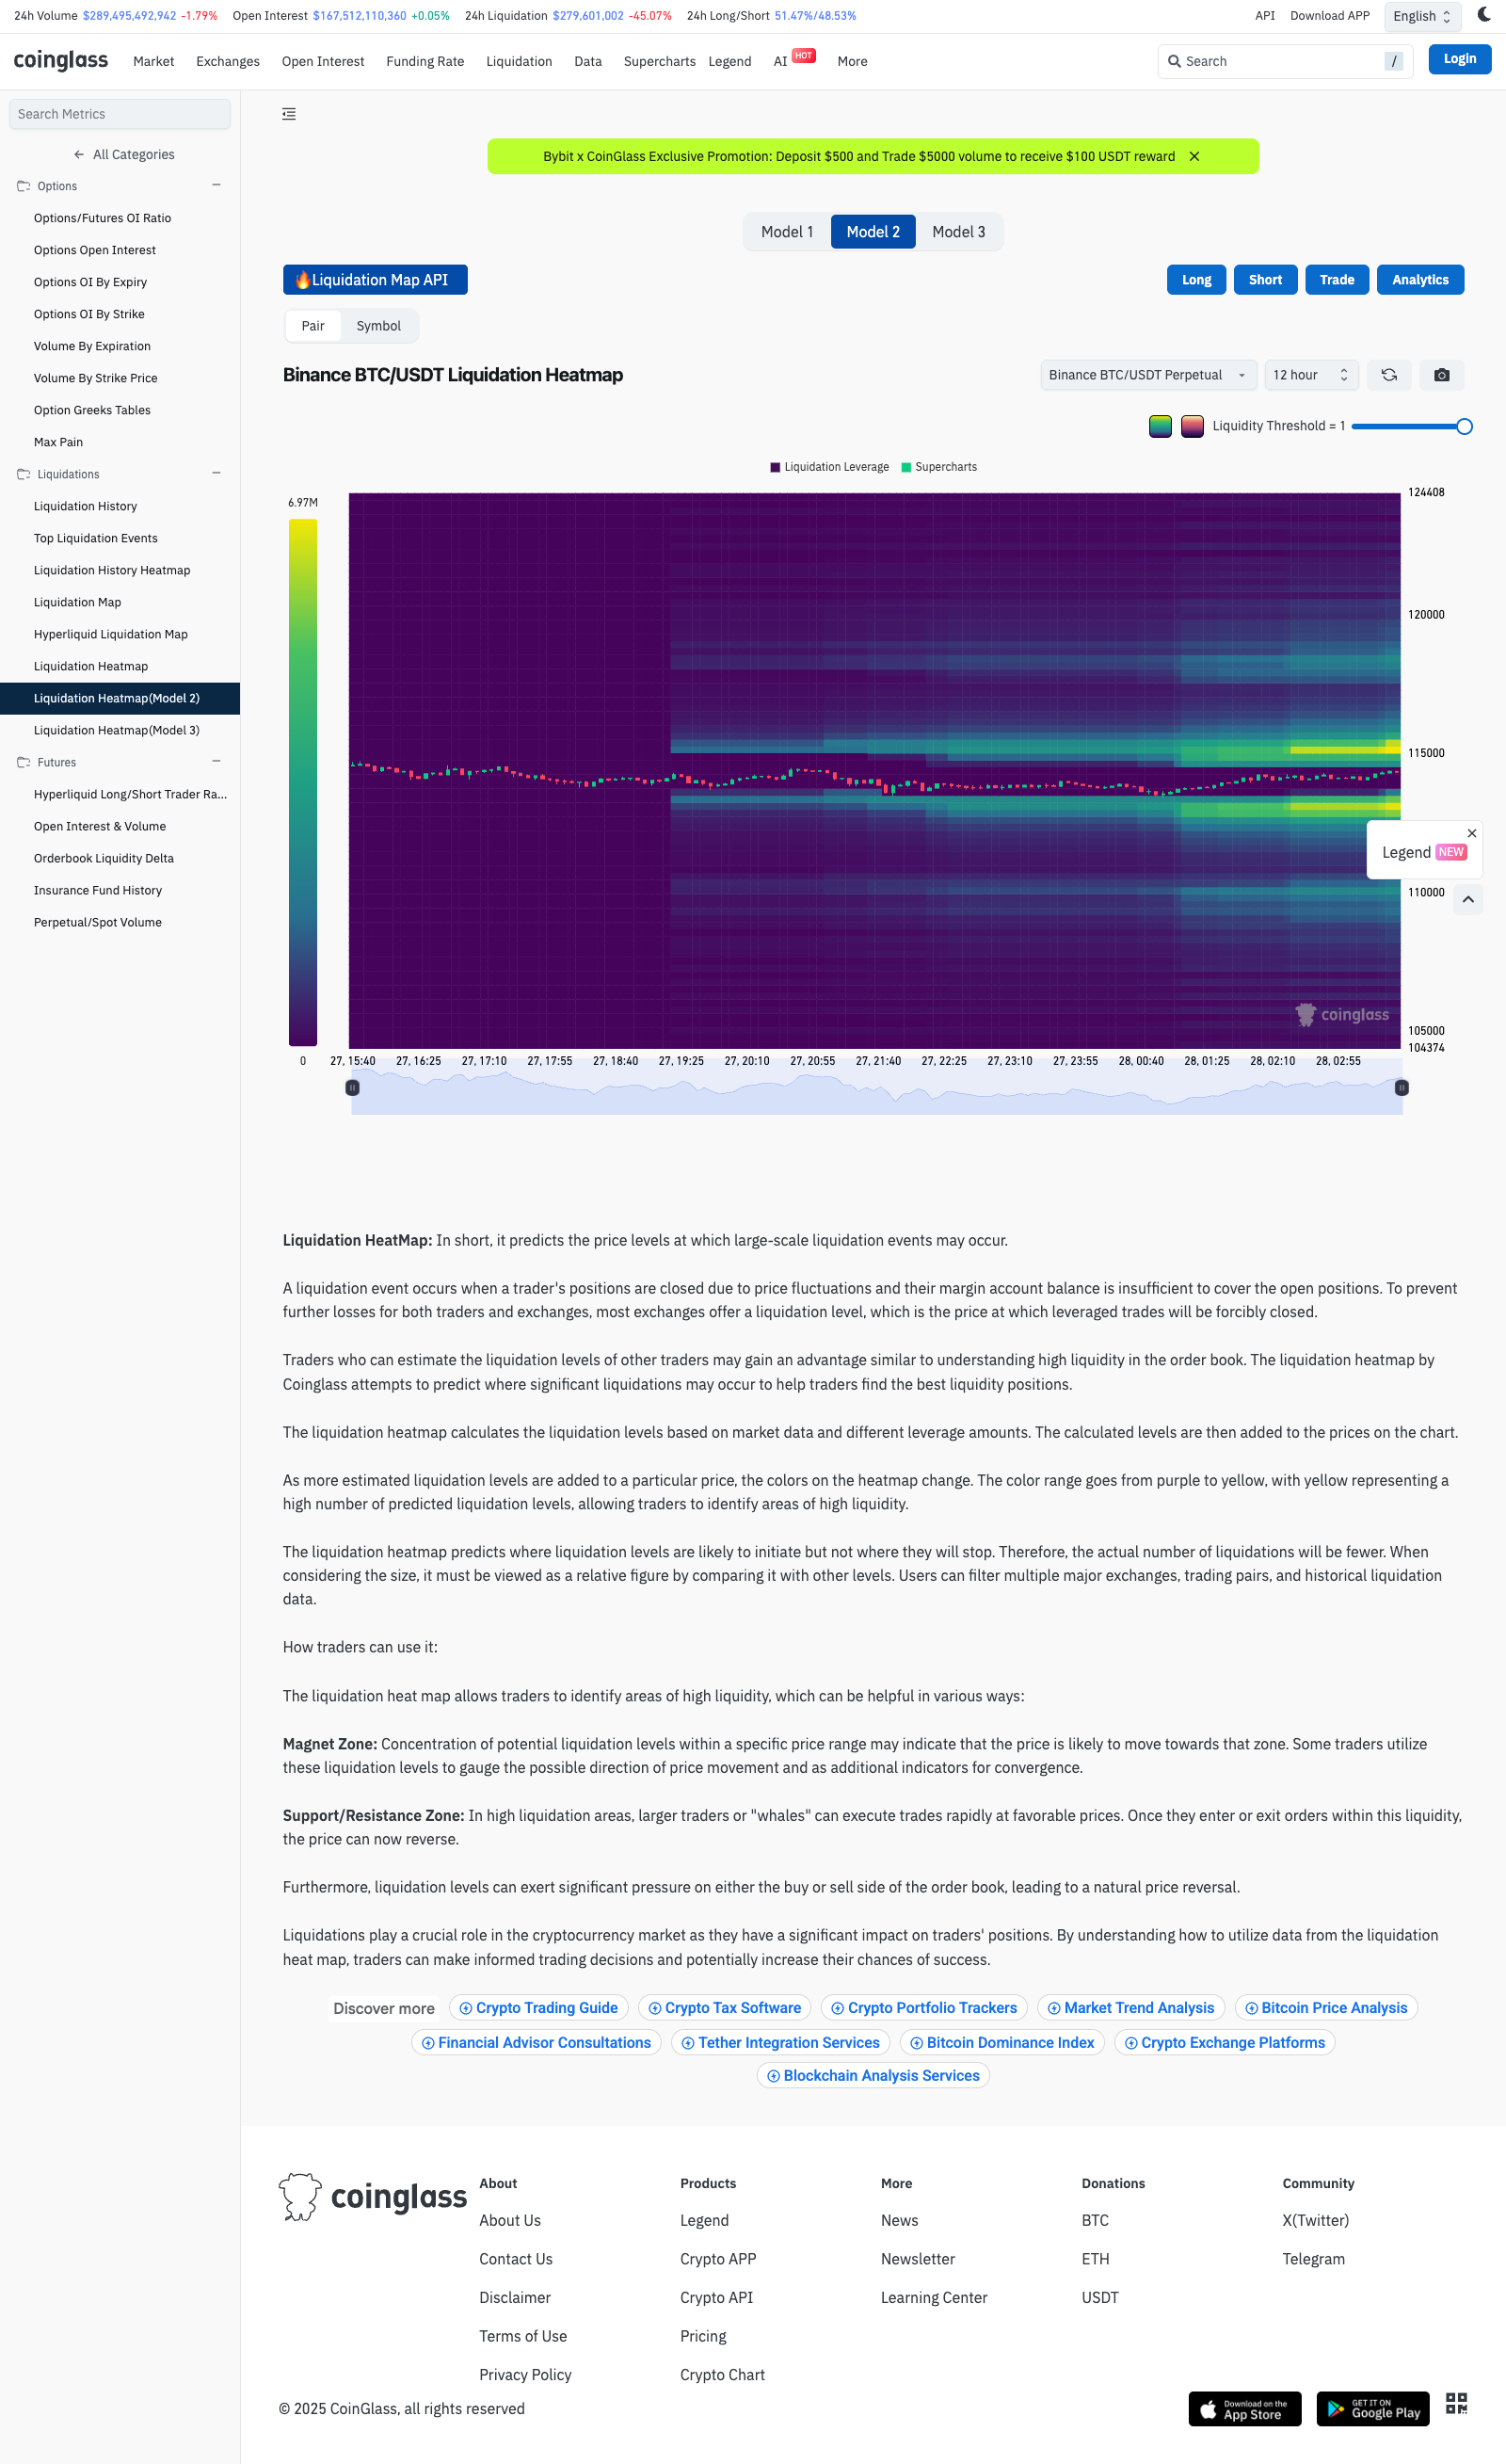 24h Volume $289,495,492,942 -1.79% Open Interest $167,512,110,360 +0.05% 24h Liquidation $279,601,002 -45.07% 24h Long/Short 51.47%/48.53% API Download APP English
coinglass Market Exchanges Open Interest Funding Rate Liquidation Data Supercharts Legend AI HOT More Search / Login
Search Metrics
All Categories
Options
Options/Futures OI Ratio
Options Open Interest
Options OI By Expiry
Options OI By Strike
Volume By Expiration
Volume By Strike Price
Option Greeks Tables
Max Pain
Liquidations
Liquidation History
Top Liquidation Events
Liquidation History Heatmap
Liquidation Map
Hyperliquid Liquidation Map
Liquidation Heatmap
Liquidation Heatmap(Model 2)
Liquidation Heatmap(Model 3)
Futures
Hyperliquid Long/Short Trader Ra...
Open Interest & Volume
Orderbook Liquidity Delta
Insurance Fund History
Perpetual/Spot Volume
Bybit x CoinGlass Exclusive Promotion: Deposit $500 and Trade $5000 volume to receive $100 USDT reward
Model 1 Model 2 Model 3
🔥Liquidation Map API Long Short Trade Analytics
Pair Symbol
Binance BTC/USDT Liquidation Heatmap Binance BTC/USDT Perpetual 12 hour
Liquidity Threshold = 1
Liquidation Leverage Supercharts
6.97M
124408
120000
115000
Legend NEW
110000
coinglass
105000
104374
0 27, 15:40 27, 16:25 27, 17:10 27, 17:55 27, 18:40 27, 19:25 27, 20:10 27, 20:55 27, 21:40 27, 22:25 27, 23:10 27, 23:55 28, 00:40 28, 01:25 28, 02:10 28, 02:55
Liquidation HeatMap: In short, it predicts the price levels at which large-scale liquidation events may occur.
A liquidation event occurs when a trader's positions are closed due to price fluctuations and their margin account balance is insufficient to cover the open positions. To prevent
further losses for both traders and exchanges, most exchanges offer a liquidation level, which is the price at which leveraged trades will be forcibly closed.
Traders who can estimate the liquidation levels of other traders may gain an advantage similar to understanding high liquidity in the order book. The liquidation heatmap by
Coinglass attempts to predict where significant liquidations may occur to help traders find the best liquidity positions.
The liquidation heatmap calculates the liquidation levels based on market data and different leverage amounts. The calculated levels are then added to the prices on the chart.
As more estimated liquidation levels are added to a particular price, the colors on the heatmap change. The color range goes from purple to yellow, with yellow representing a
high number of predicted liquidation levels, allowing traders to identify areas of high liquidity.
The liquidation heatmap predicts where liquidation levels are likely to initiate but not where they will stop. Therefore, the actual number of liquidations will be fewer. When
considering the size, it must be viewed as a relative figure by comparing it with other levels. Users can filter multiple major exchanges, trading pairs, and historical liquidation
data.
How traders can use it:
The liquidation heat map allows traders to identify areas of high liquidity, which can be helpful in various ways:
Magnet Zone: Concentration of potential liquidation levels within a specific price range may indicate that the price is likely to move towards that zone. Some traders utilize
these liquidation levels to gauge the possible direction of price movement and as additional indicators for convergence.
Support/Resistance Zone: In high liquidation areas, larger traders or "whales" can execute trades rapidly at favorable prices. Once they enter or exit orders within this liquidity,
the price can now reverse.
Furthermore, liquidation levels can exert significant pressure on either the buy or sell side of the order book, leading to a natural price reversal.
Liquidations play a crucial role in the cryptocurrency market as they have a significant impact on traders' positions. By understanding how to utilize data from the liquidation
heat map, traders can make informed trading decisions and potentially increase their chances of success.
Discover more Crypto Trading Guide Crypto Tax Software Crypto Portfolio Trackers Market Trend Analysis Bitcoin Price Analysis
Financial Advisor Consultations Tether Integration Services Bitcoin Dominance Index Crypto Exchange Platforms
Blockchain Analysis Services
coinglass
About Products More Donations Community
About Us Legend News BTC X(Twitter)
Contact Us Crypto APP Newsletter ETH Telegram
Disclaimer Crypto API Learning Center USDT
Terms of Use Pricing
Privacy Policy Crypto Chart
© 2025 CoinGlass, all rights reserved
Download on the App Store
GET IT ON Google Play